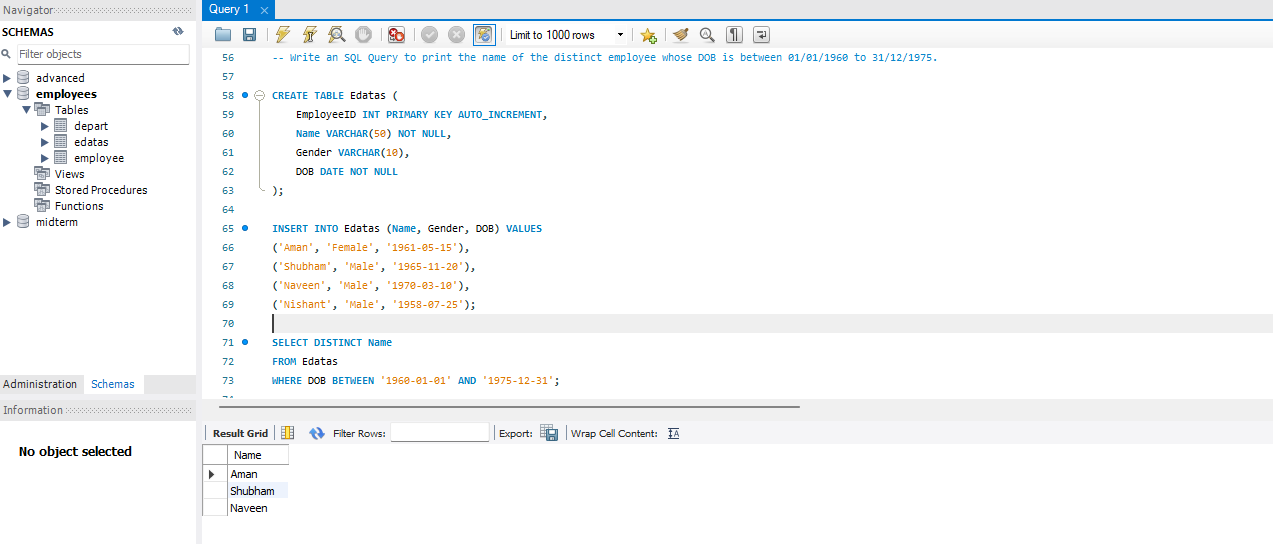 Navigator
SCHEMAS
Filter objects
advanced
employees
Tables
depart
edatas
employee
Views
Stored Procedures
Functions
midterm
Administration Schemas
Information
No object selected
Query 1
Limit to 1000 rows
56 -- Write an SQL Query to print the name of the distinct employee whose DOB is between 01/01/1960 to 31/12/1975.
57
58 CREATE TABLE Edatas (
59 EmployeeID INT PRIMARY KEY AUTO_INCREMENT,
60 Name VARCHAR(50) NOT NULL,
61 Gender VARCHAR(10),
62 DOB DATE NOT NULL
63 );
64
65 INSERT INTO Edatas (Name, Gender, DOB) VALUES
66 ('Aman', 'Female', '1961-05-15'),
67 ('Shubham', 'Male', '1965-11-20'),
68 ('Naveen', 'Male', '1970-03-10'),
69 ('Nishant', 'Male', '1958-07-25');
70
71 SELECT DISTINCT Name
72 FROM Edatas
73 WHERE DOB BETWEEN '1960-01-01' AND '1975-12-31';
Result Grid Filter Rows: Export: Wrap Cell Content:
Name
Aman
Shubham
Naveen